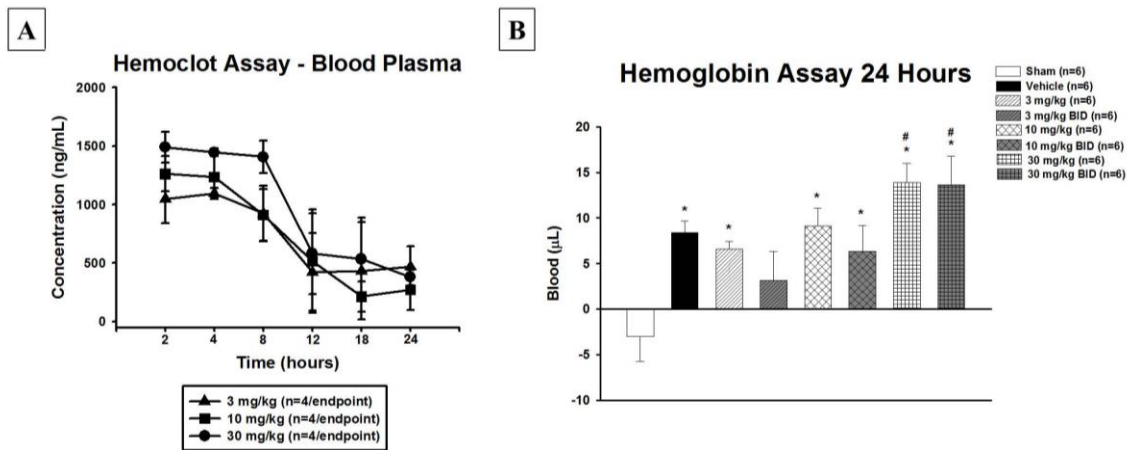 A
Hemoclot Assay - Blood Plasma
Concentration (ng/mL)
2000
1500
1000
500
0
2 4 8 12 18 24
Time (hours)
3 mg/kg (n=4/endpoint)
10 mg/kg (n=4/endpoint)
30 mg/kg (n=4/endpoint)
B
Hemoglobin Assay 24 Hours
Sham (n=6)
Vehicle (n=6)
3 mg/kg (n=6)
3 mg/kg BID (n=6)
10 mg/kg (n=6)
10 mg/kg BID (n=6)
30 mg/kg (n=6)
30 mg/kg BID (n=6)
Blood (µL)
20
15
10
5
0
-5
-10
# #
* * * * * *